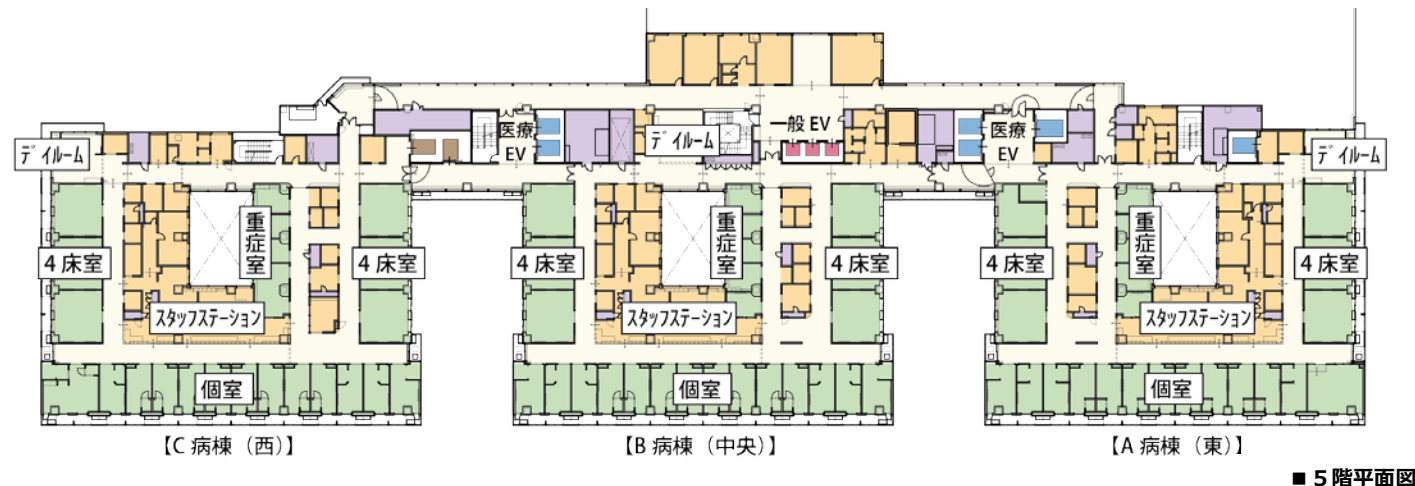 ﾃﾞｲルーム
医療
EV
ﾃﾞｲルーム
一般 EV
医療
EV
ﾃﾞｲルーム
4 床室
重症室
4 床室
スタッフステーション
個室
【C 病棟（西）】
4 床室
重症室
4 床室
スタッフステーション
個室
【B 病棟（中央）】
4 床室
重症室
4 床室
スタッフステーション
個室
【A 病棟（東）】
■ 5 階平面図